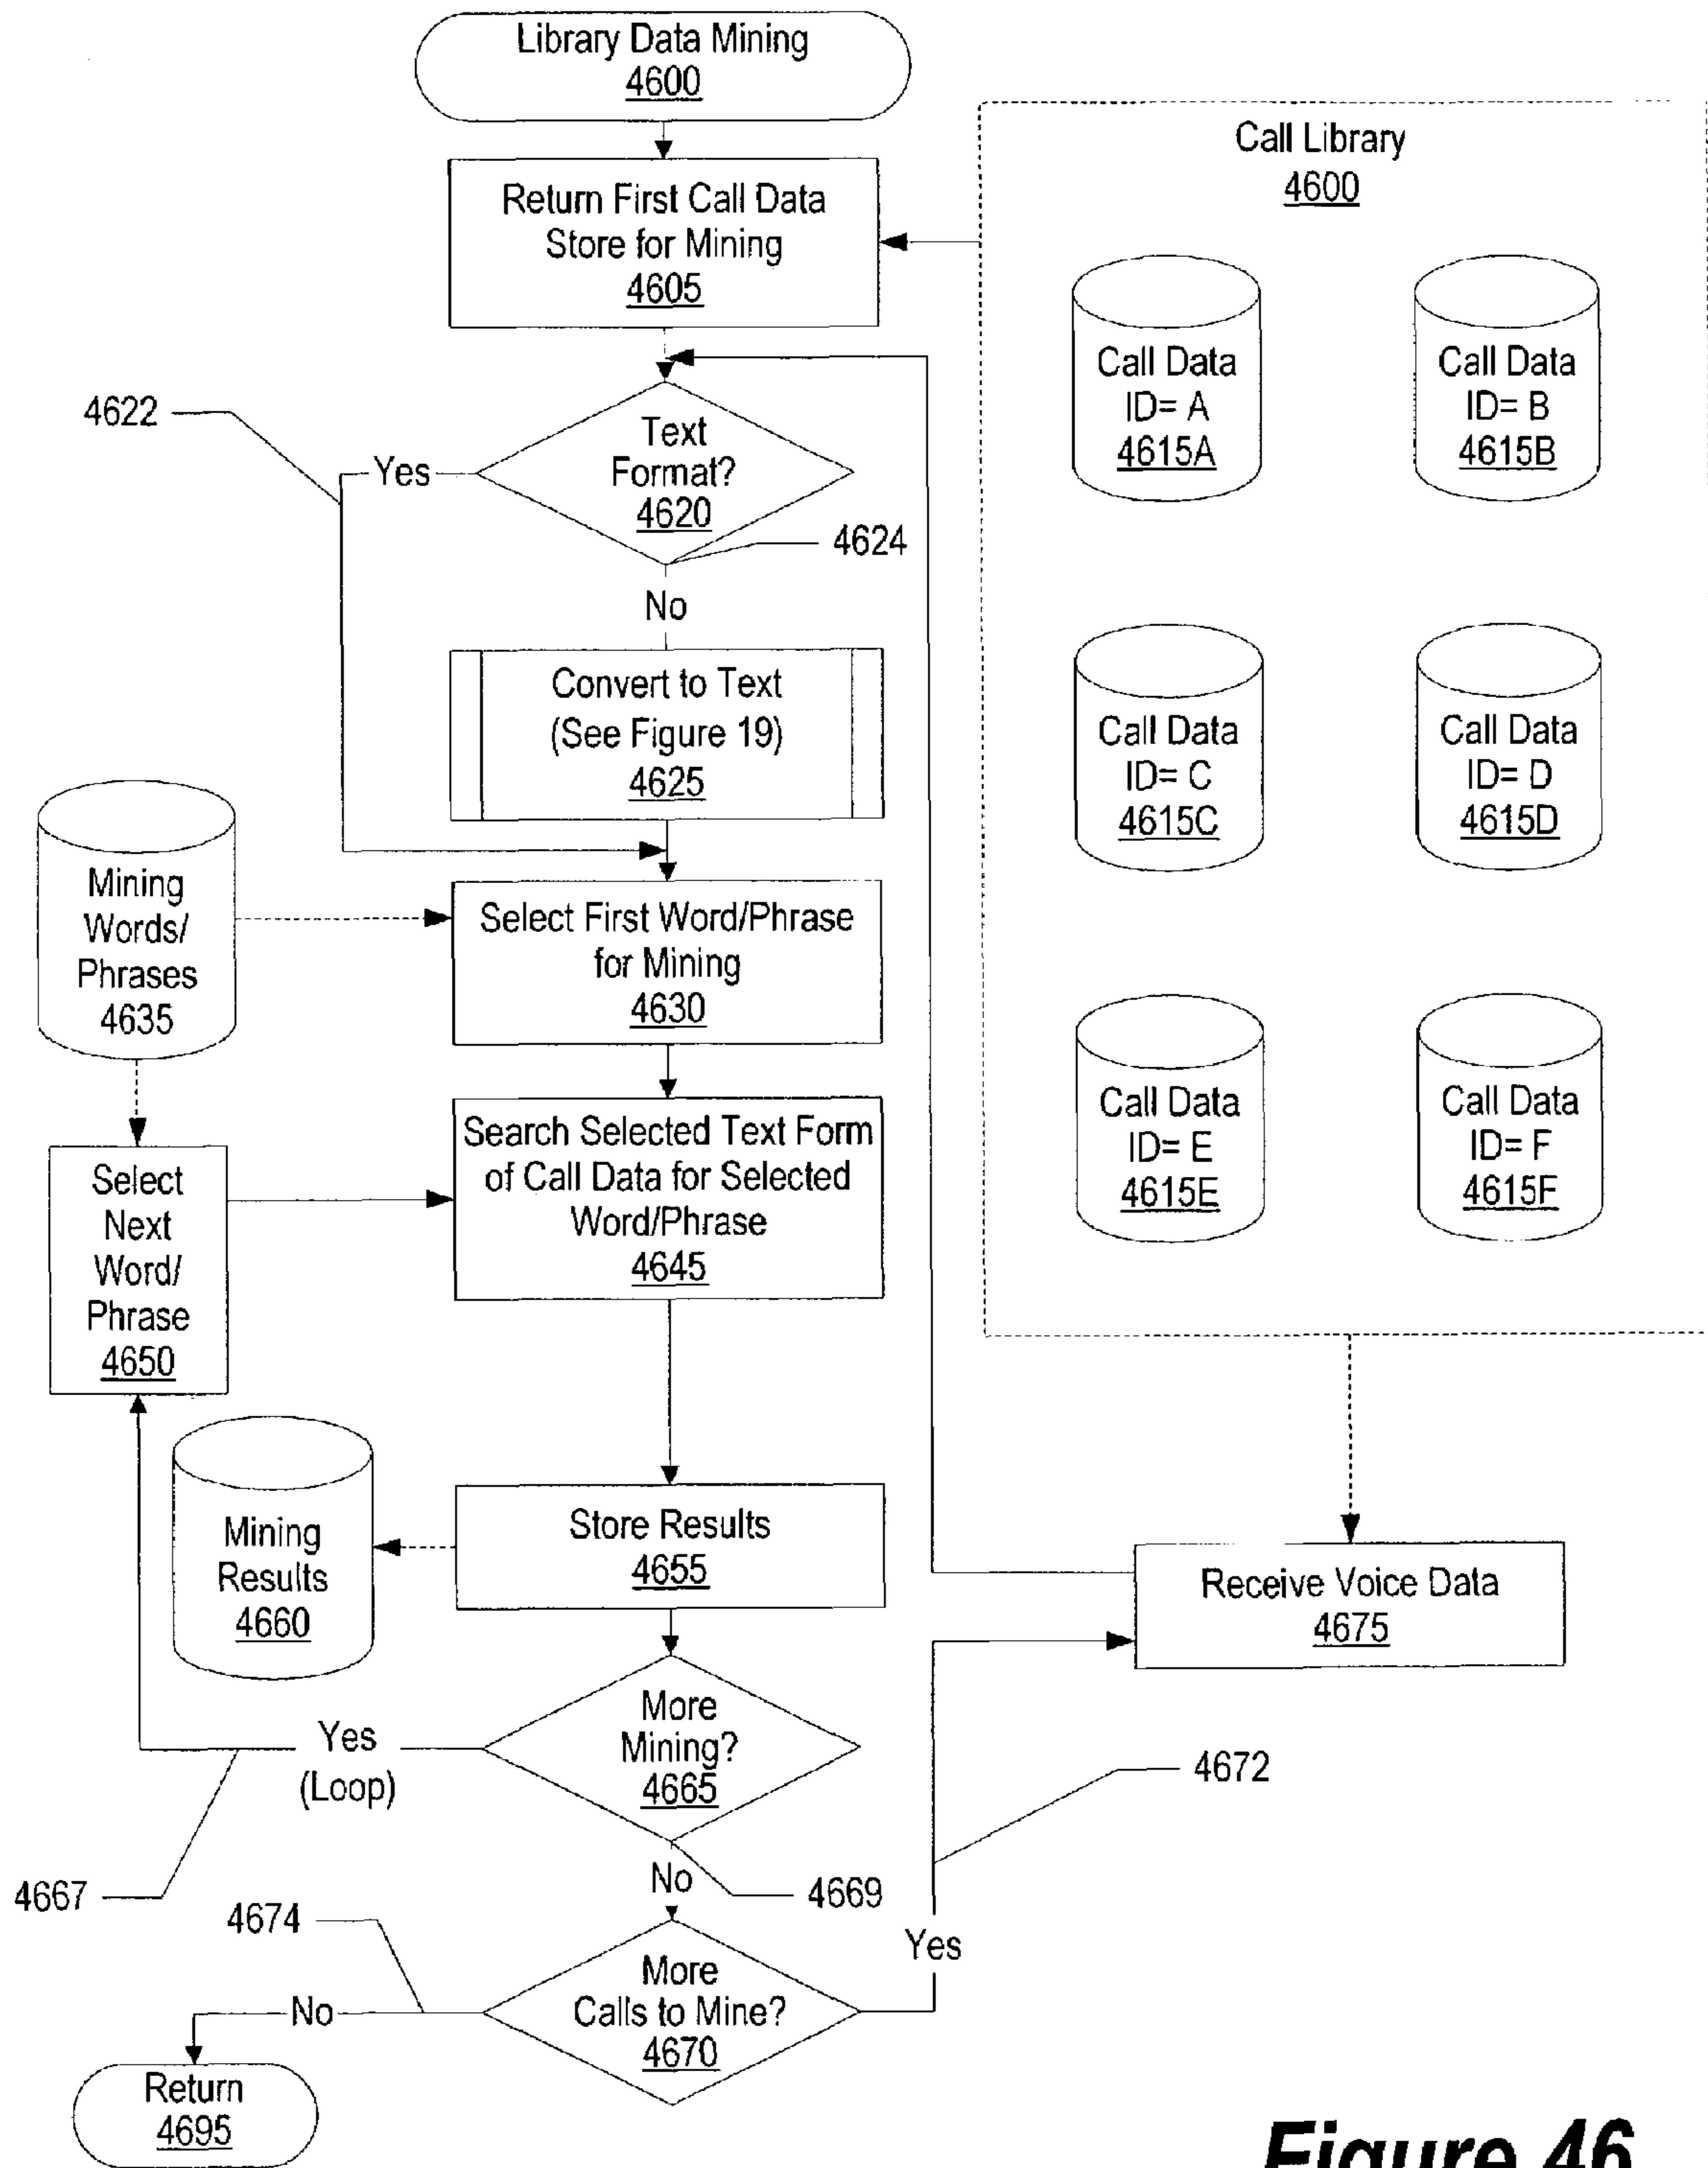 Library Data Mining
4600
Return First Call Data
Store for Mining
4605
Call Library
4600
Call Data
ID= A
4615A
Call Data
ID= B
4615B
4622
Yes
Text
Format?
4620
4624
No
Convert to Text
(See Figure 19)
4625
Call Data
ID= C
4615C
Call Data
ID= D
4615D
Mining
Words/
Phrases
4635
Select First Word/Phrase
for Mining
4630
Search Selected Text Form
of Call Data for Selected
Word/Phrase
4645
Call Data
ID= E
4615E
Call Data
ID= F
4615F
Select
Next
Word/
Phrase
4650
Mining
Results
4660
Store Results
4655
Receive Voice Data
4675
Yes
(Loop)
More
Mining?
4665
4672
4667
No
4669
4674
Yes
More
Calls to Mine?
4670
No
Return
4695
Figure 46